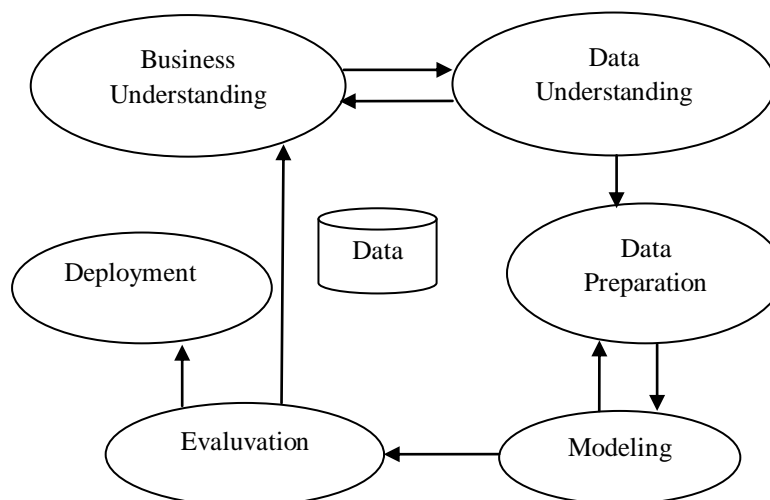 Business
Understanding
Data
Understanding
Data
Deployment
Data
Preparation
Evaluvation
Modeling